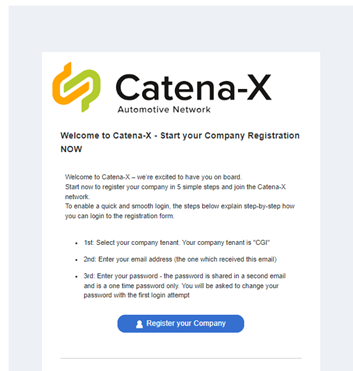 Catena-X
Automotive Network
Welcome to Catena-X - Start your Company Registration
NOW
Welcome to Catena-X – we're excited to have you on board.
Start now to register your company in 5 simple steps and join the Catena-X
network.
To enable a quick and smooth login, the steps below explain step-by-step how
you can login to the registration form.
• 1st: Select your company tenant. Your company tenant is "CGI"
• 2nd: Enter your email address (the one which received this email)
• 3rd: Enter your password - the password is shared in a second email
and is a one time password only. You will be asked to change your
password with the first login attempt
Register your Company